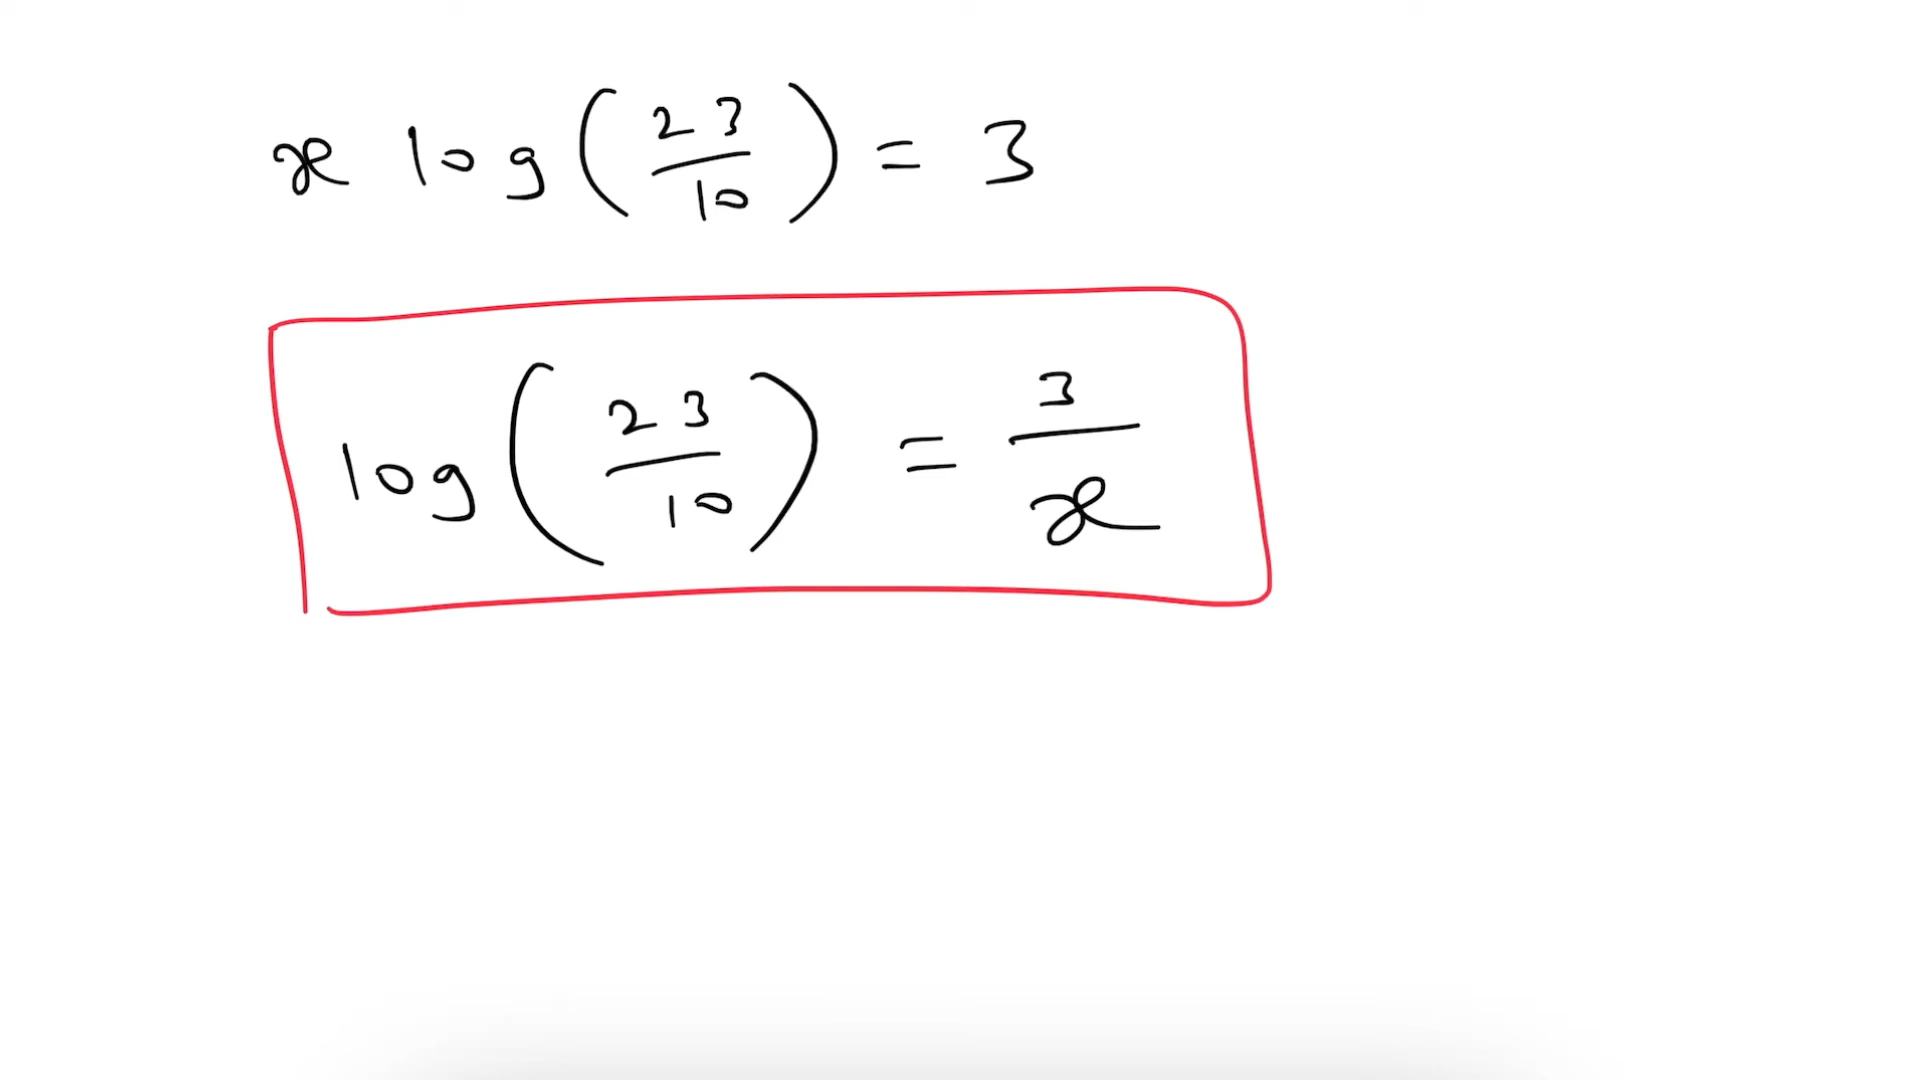 x log(23/10) = 3
log(23/10) = 3/x